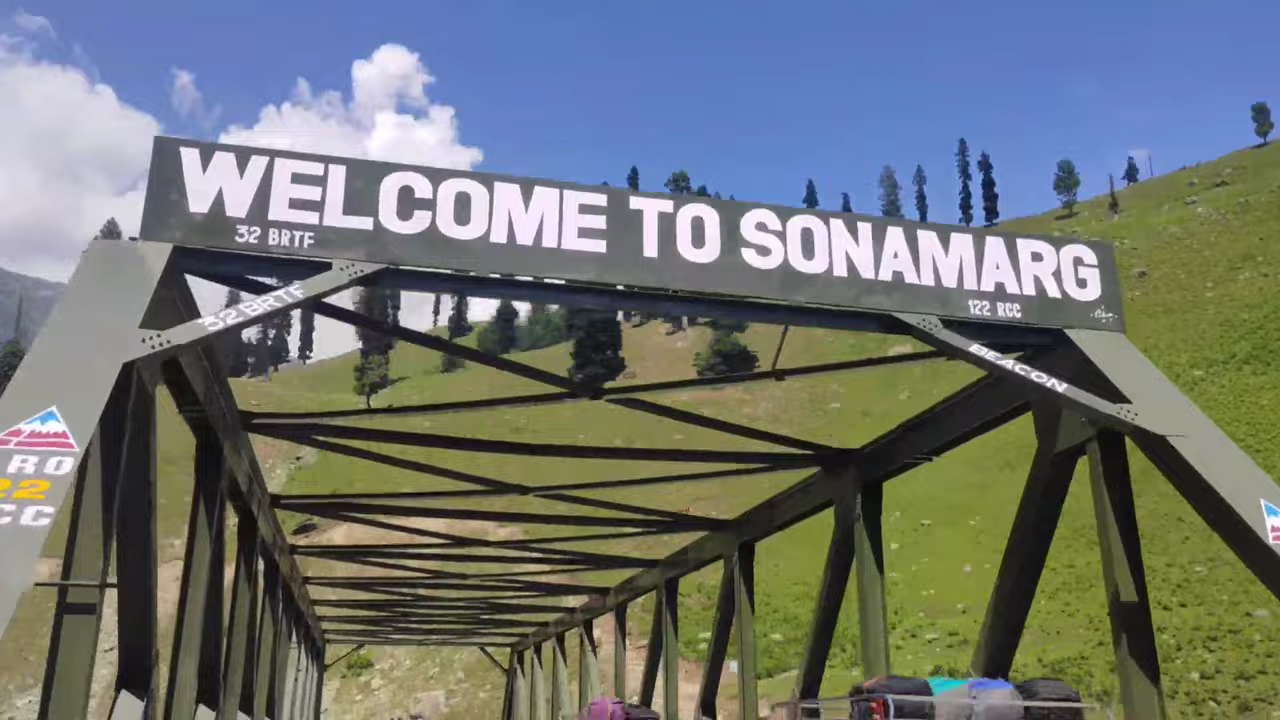 WELCOME TO SONAMARG
32 BRTF
122 RCC
32 BRTF
BEACON
RO
22
CC